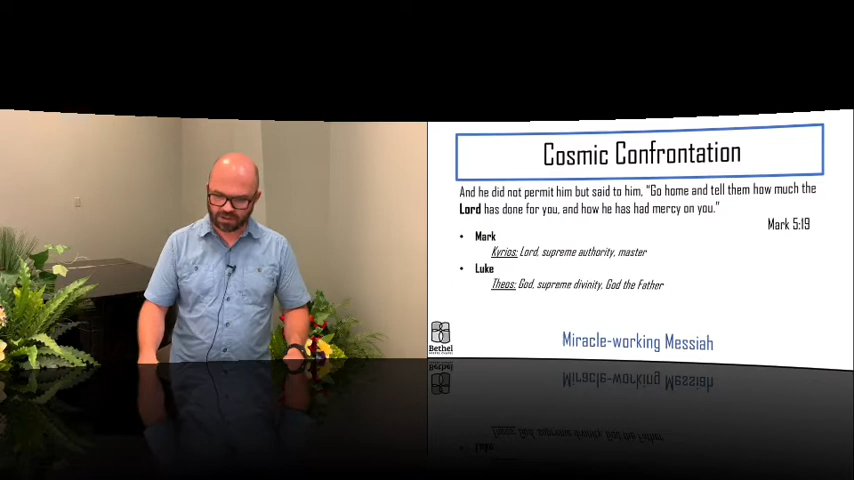 Cosmic Confrontation
And he did not permit him but said to him, "Go home and tell them how much the
Lord has done for you, and how he has had mercy on you."
Mark 5:19
• Mark
Kyrios: Lord, supreme authority, master
• Luke
Theos: God, supreme divinity, God the Father
Bethel
Miracle-working Messiah